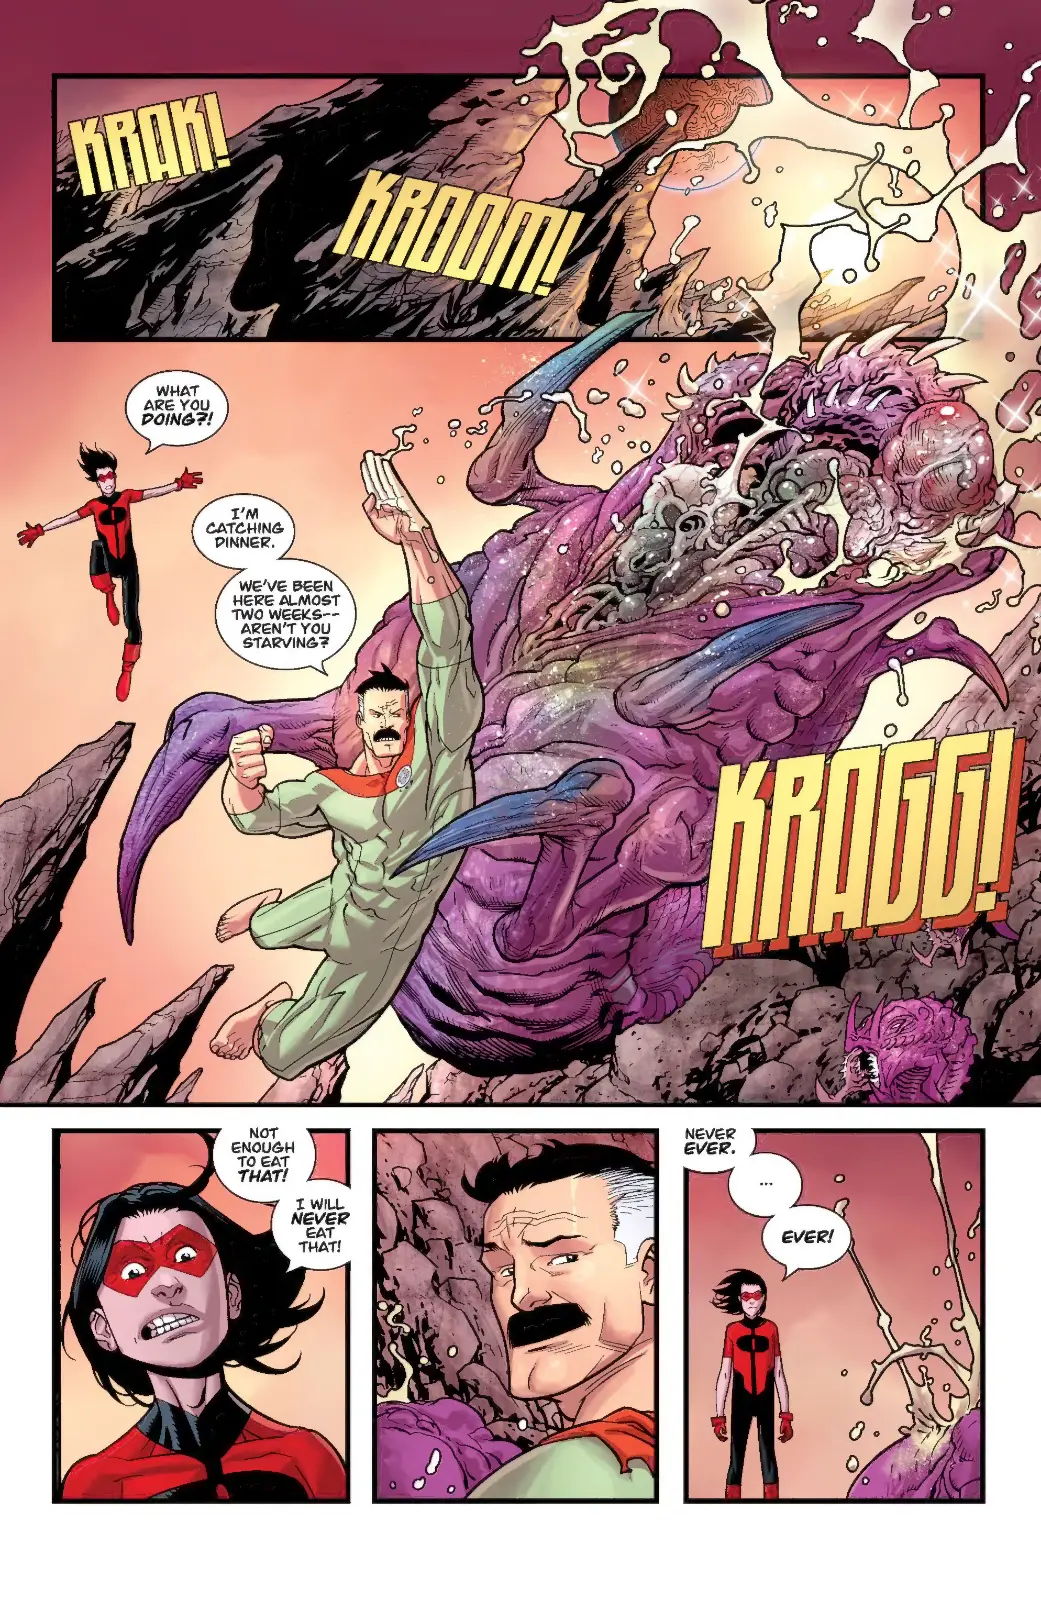 KRAK!
KROOM!
WHAT
ARE YOU
DOING?!
I'M
CATCHING
DINNER.
WE'VE BEEN
HERE ALMOST
TWO WEEKS--
AREN'T YOU
STARVING?
KRAGG!
NOT
ENOUGH
TO EAT
THAT!
I WILL
NEVER
EAT
THAT!
NEVER
EVER.
...
EVER!